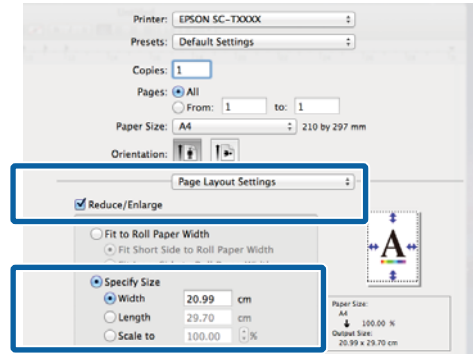 Printer: EPSON SC-TXXXX
Presets: Default Settings
Copies: 1
Pages: All
From: 1 to: 1
Paper Size: A4 210 by 297 mm
Orientation:
Page Layout Settings
Reduce/Enlarge
Fit to Roll Paper Width
Fit Short Side to Roll Paper Width
Specify Size
Width 20.99 cm
Length 29.70 cm
Scale to 100.00 %
A
Paper Size:
A4
100.00 %
Output Size:
20.99 x 29.70 cm